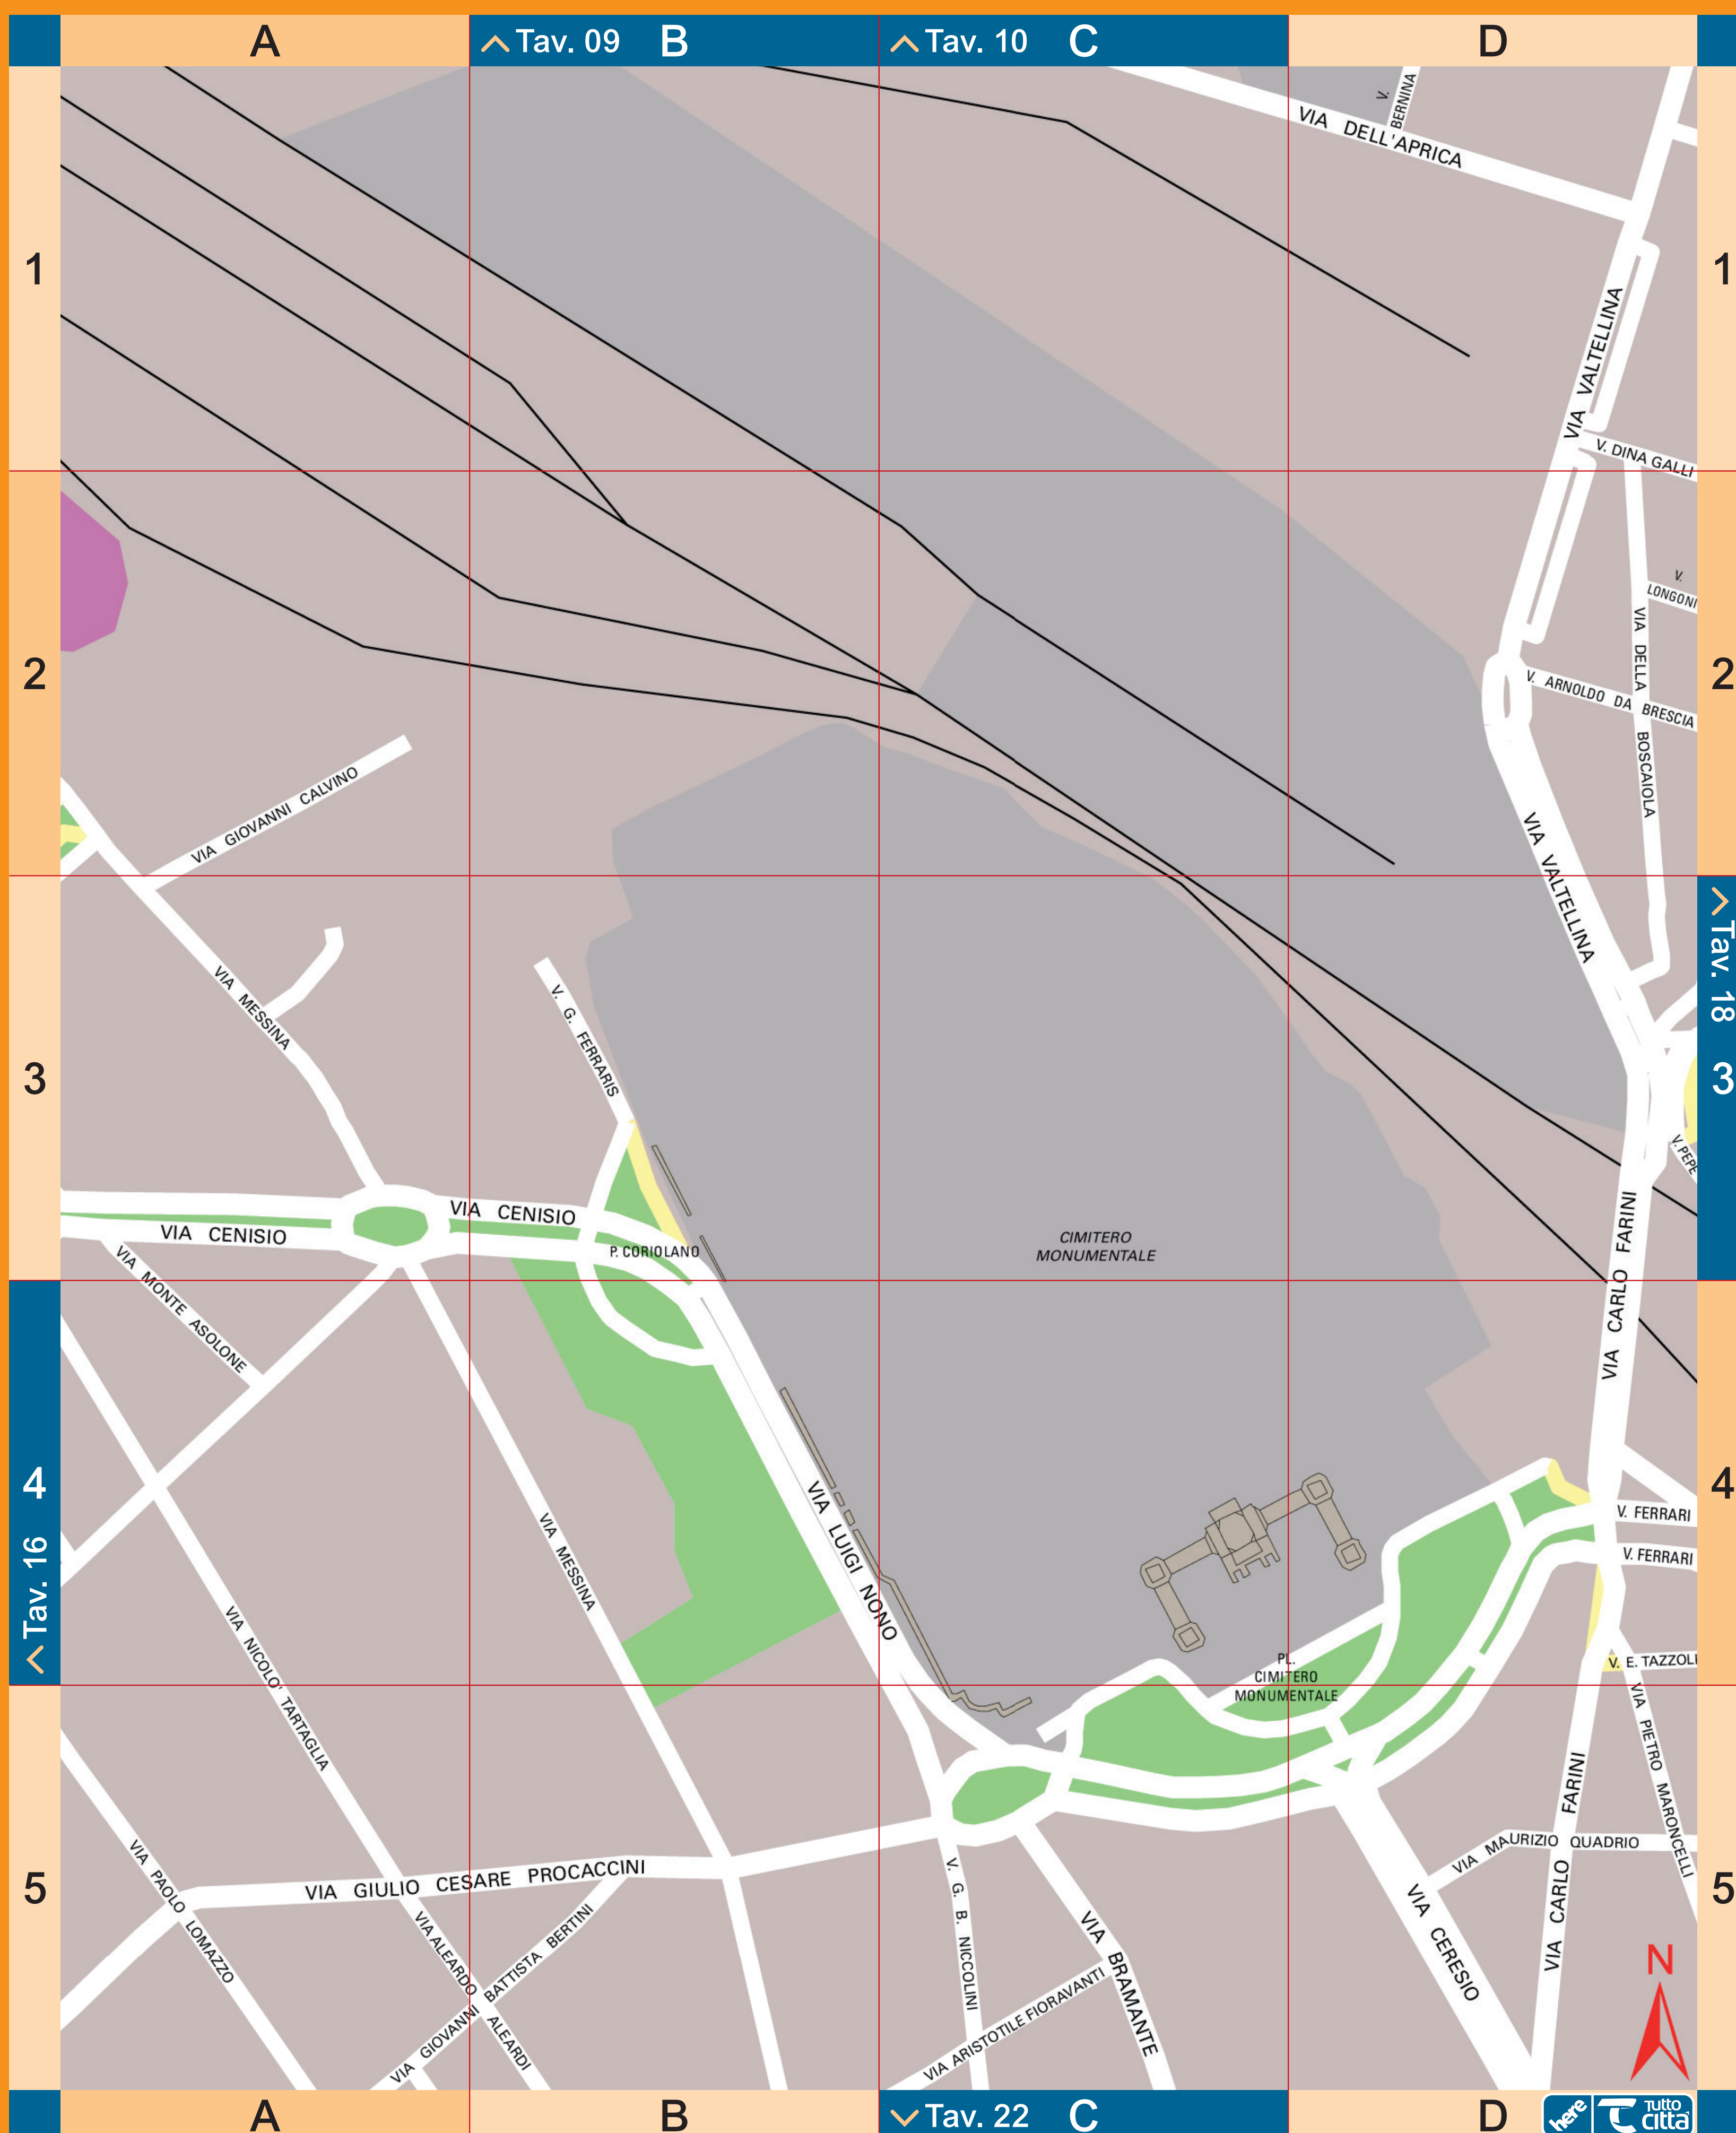 A
Tav. 09 B
Tav. 10 C
D
V.
BERNINA
VIA DELL'APRICA
1
1
VIA VALTELLINA
V. DINA GALLI
V.
LONGONI
2
2
VIA DELLA BOSCAIOLA
V. ARNOLDO DA BRESCIA
VIA GIOVANNI CALVINO
VIA VALTELLINA
Tav. 18
3
3
VIA MESSINA
V. G. FERRARIS
V. PEPE
VIA CENISIO
VIA CENISIO
P. CORIOLANO
CIMITERO
MONUMENTALE
VIA CARLO FARINI
VIA MONTE ASOLONE
4
Tav. 16
4
VIA LUIGI NONO
VIA MESSINA
V. FERRARI
V. FERRARI
VIA NICOLO' TARTAGLIA
PL.
CIMITERO
MONUMENTALE
V. E. TAZZOLI
VIA PIETRO MARONCELLI
VIA CARLO FARINI
VIA MAURIZIO QUADRIO
VIA PAOLO LOMAZZO
VIA GIULIO CESARE PROCACCINI
5
5
VIA ALEARDO ALEARDI
VIA GIOVANNI BATTISTA BERTINI
V. G. B. NICCOLINI
VIA BRAMANTE
VIA ARISTOTILE FIORAVANTI
VIA CERESIO
N
A
B
Tav. 22 C
D
here
TUTTO
città